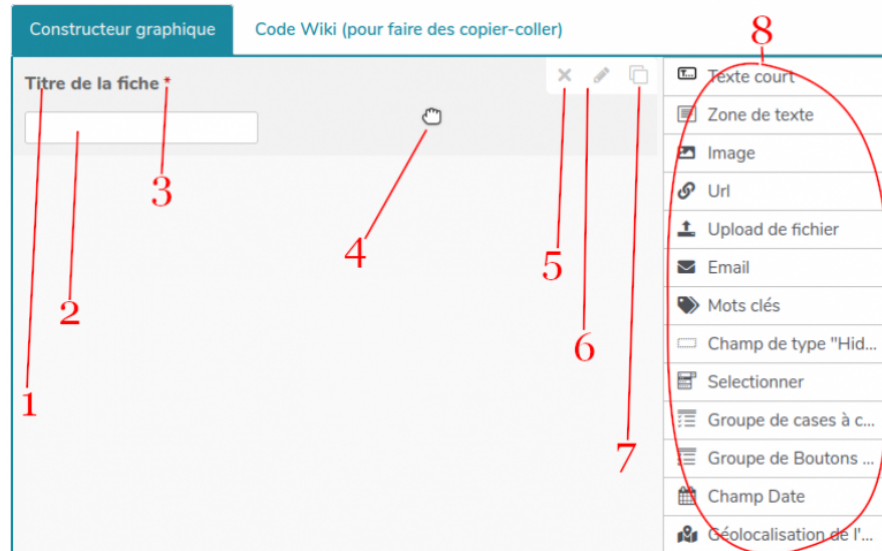 Constructeur graphique
Code Wiki (pour faire des copier-coller)
8
Titre de la fiche *
Texte court
Zone de texte
Image
3
Url
4
Upload de fichier
5
Email
2
Mots clés
6
Champ de type "Hid...
1
Selectionner
Groupe de cases à c...
7
Groupe de Boutons ...
Champ Date
Géolocalisation de l'...